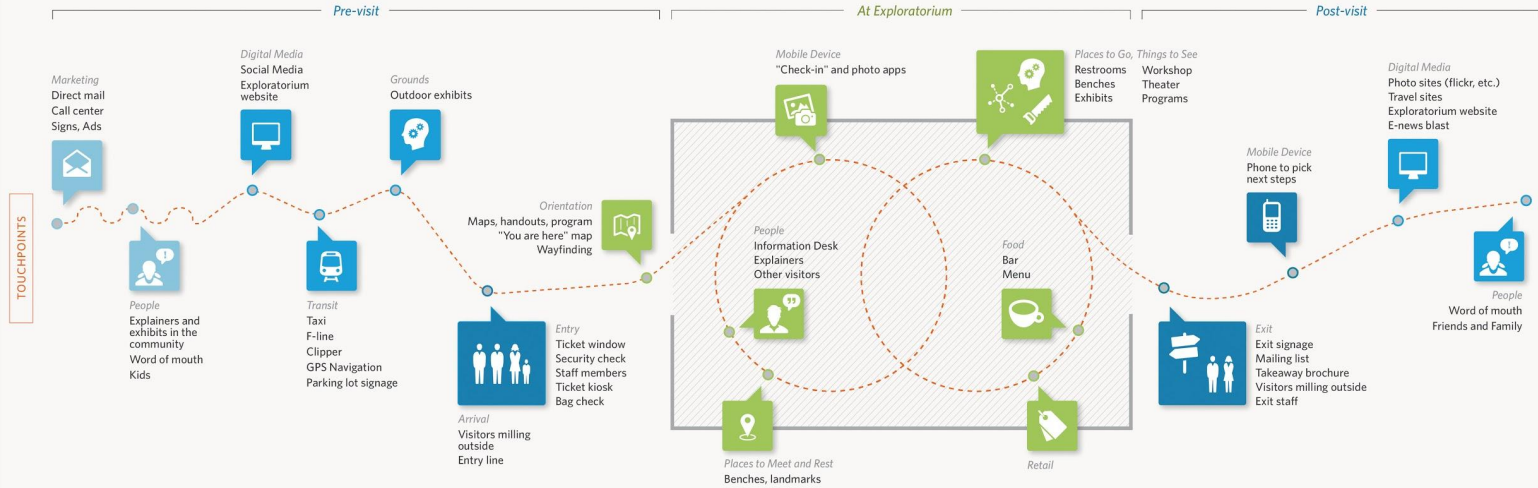 Pre-visit
At Exploratorium
Post-visit
TOUCHPOINTS
Marketing
Direct mail
Call center
Signs, Ads
People
Explainers and
exhibits in the
community
Word of mouth
Kids
Digital Media
Social Media
Exploratorium
website
Transit
Taxi
F-line
Clipper
GPS Navigation
Parking lot signage
Grounds
Outdoor exhibits
Arrival
Visitors milling
outside
Entry line
Entry
Ticket window
Security check
Staff members
Ticket kiosk
Bag check
Orientation
Maps, handouts, program
"You are here" map
Wayfinding
Mobile Device
"Check-in" and photo apps
People
Information Desk
Explainers
Other visitors
Places to Meet and Rest
Benches, landmarks
Places to Go, Things to See
Restrooms
Benches
Exhibits
Workshop
Theater
Programs
Food
Bar
Menu
Retail
Exit
Exit signage
Mailing list
Takeaway brochure
Visitors milling outside
Exit staff
Mobile Device
Phone to pick
next steps
Digital Media
Photo sites (flickr, etc.)
Travel sites
Exploratorium website
E-news blast
People
Word of mouth
Friends and Family